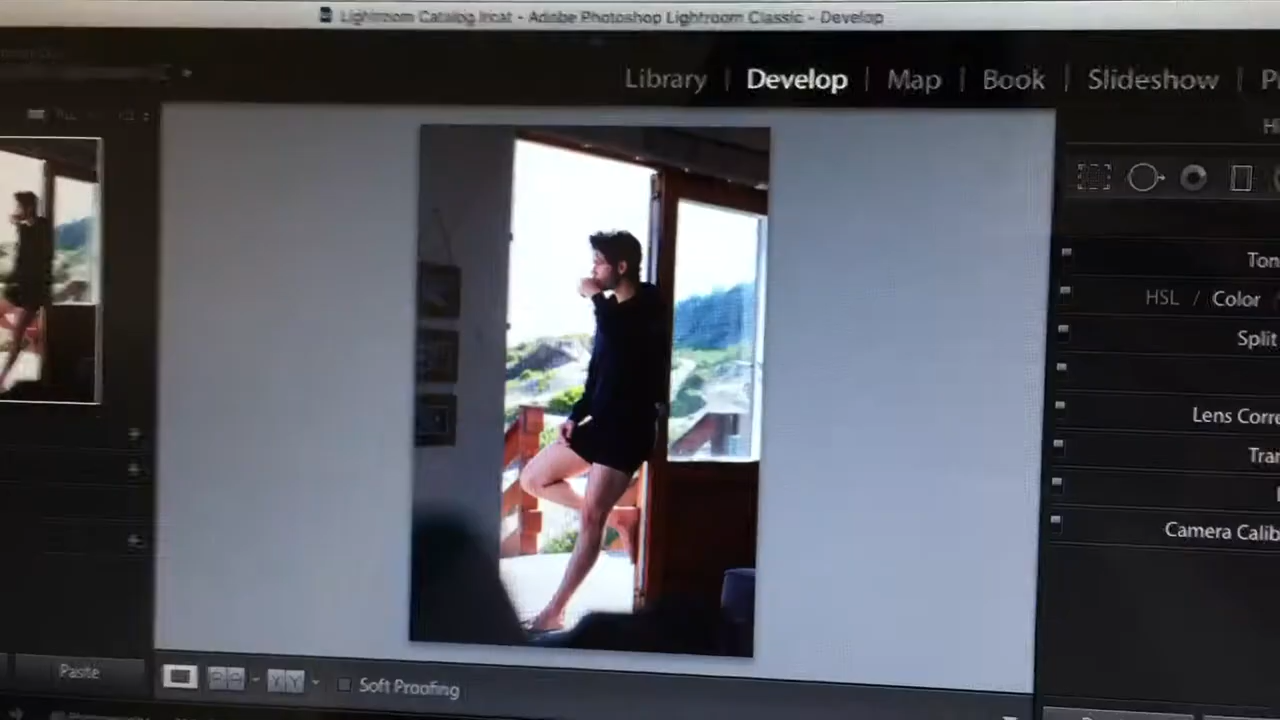 Lightroom Catalog.lrcat - Adobe Photoshop Lightroom Classic - Develop
Library | Develop | Map | Book | Slideshow |
HSL / Color
Split
Lens Corre
Camera Calib
Paste
Soft Proofing